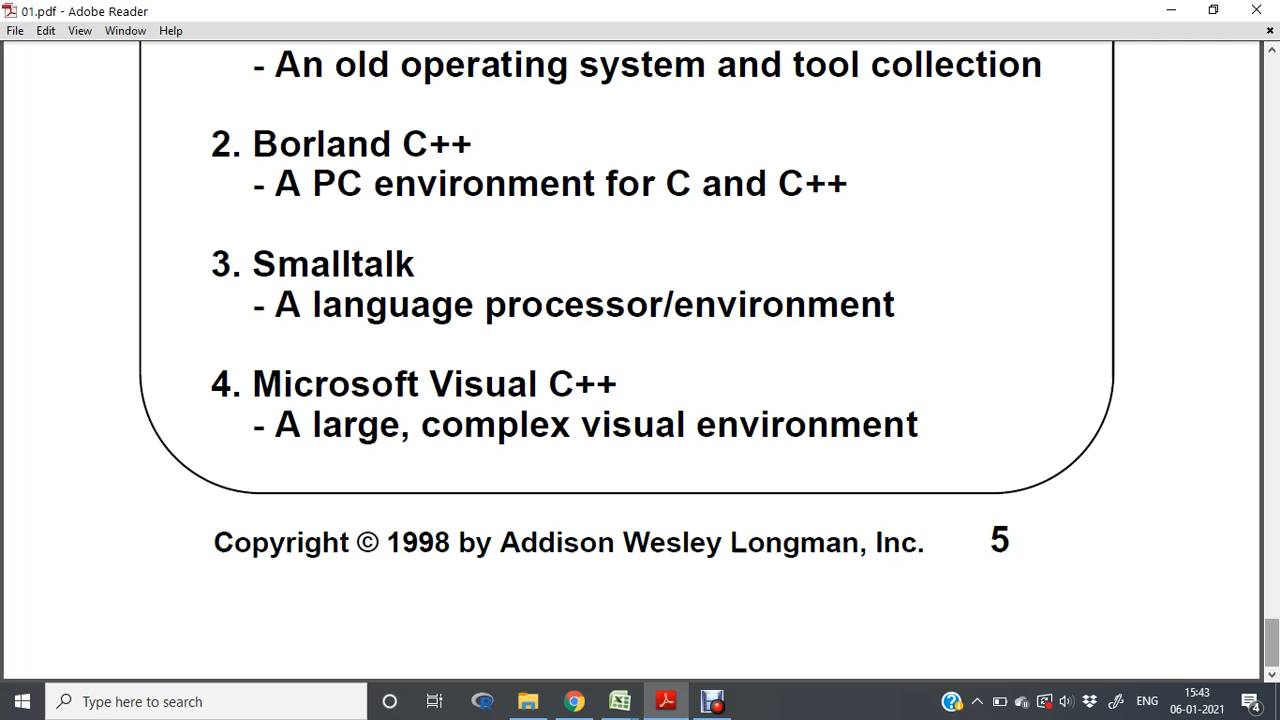 01.pdf - Adobe Reader
File Edit View Window Help
- An old operating system and tool collection
2. Borland C++
- A PC environment for C and C++
3. Smalltalk
- A language processor/environment
4. Microsoft Visual C++
- A large, complex visual environment
Copyright © 1998 by Addison Wesley Longman, Inc. 5
Type here to search
ENG
15:43
06-01-2021
4